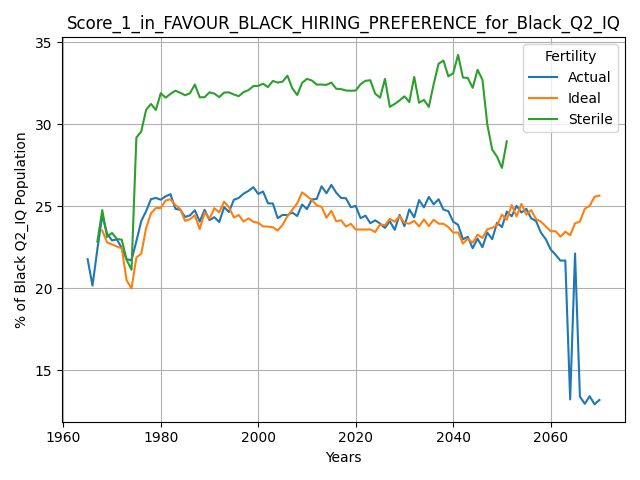 Score_1_in_FAVOUR_BLACK_HIRING_PREFERENCE_for_Black_Q2_IQ
% of Black Q2_IQ Population
35
30
25
20
15
Fertility
Actual
Ideal
Sterile
1960
1980
2000
2020
2040
2060
Years